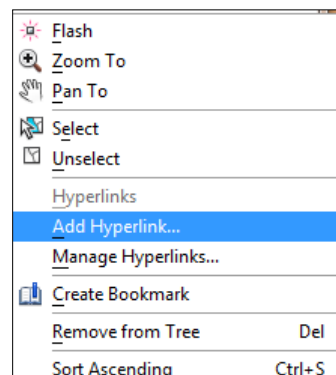 Flash
Zoom To
Pan To
Select
Unselect
Hyperlinks
Add Hyperlink...
Manage Hyperlinks...
Create Bookmark
Remove from Tree Del
Sort Ascending Ctrl+S